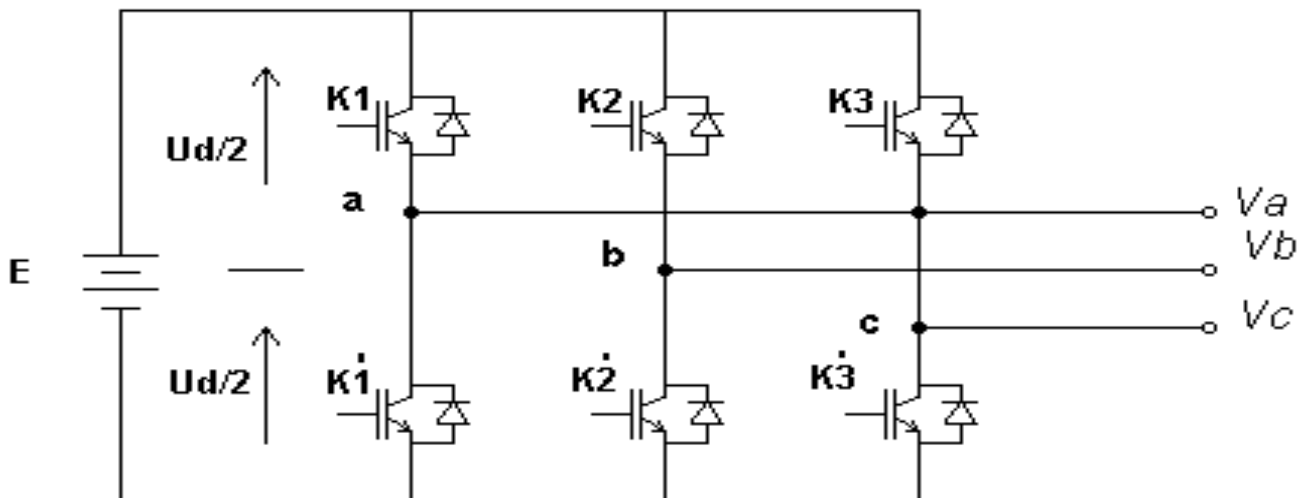 K1 K2 K3
Ud/2
a Va
b Vb
E
c Vc
K1̇ K2̇ K3̇
Ud/2